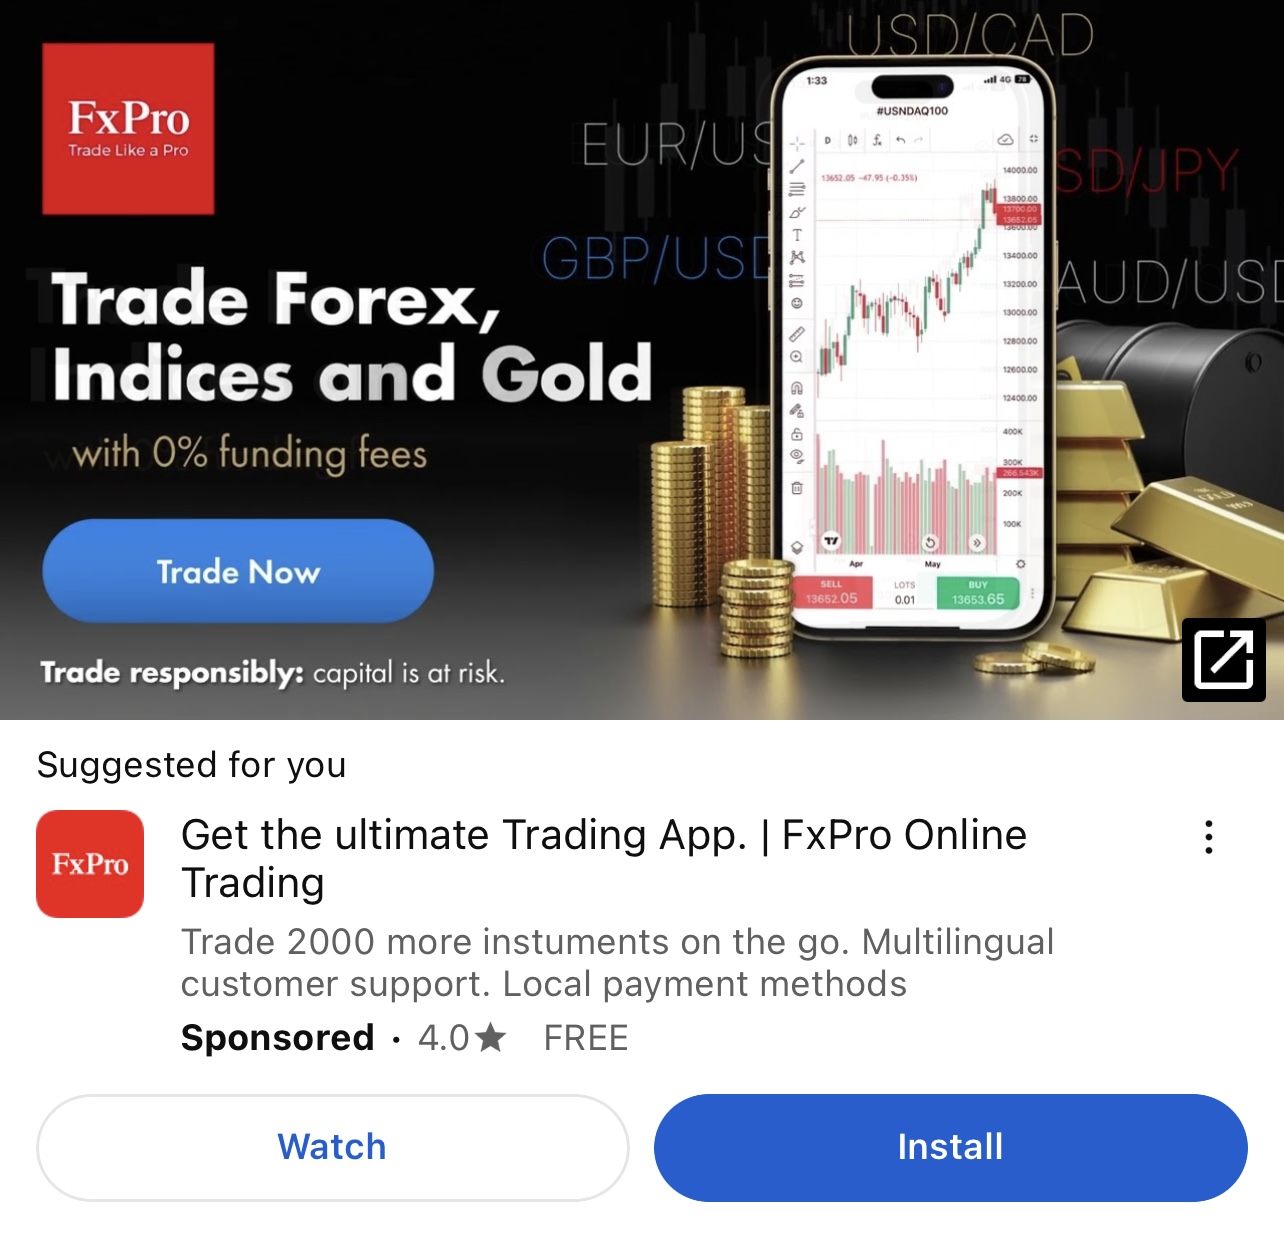 USD/CAD
FxPro
Trade Like a Pro
EUR/US
SD/JPY
GBP/USD
AUD/USD
Trade Forex,
Indices and Gold
with 0% funding fees
Trade Now
Trade responsibly: capital is at risk.
1:33
4G 78
#USNDAQ100
D
13652.05 -47.95 (-0.35%)
14000.00
13800.00
13700.00
13652.05
13600.00
13400.00
13200.00
13000.00
12800.00
12600.00
12400.00
400K
300K
266.543K
200K
100K
Apr
May
SELL
13652.05
LOTS
0.01
BUY
13653.65
Suggested for you
FxPro
Get the ultimate Trading App. | FxPro Online
Trading
Trade 2000 more instuments on the go. Multilingual
customer support. Local payment methods
Sponsored · 4.0★ FREE
Watch
Install